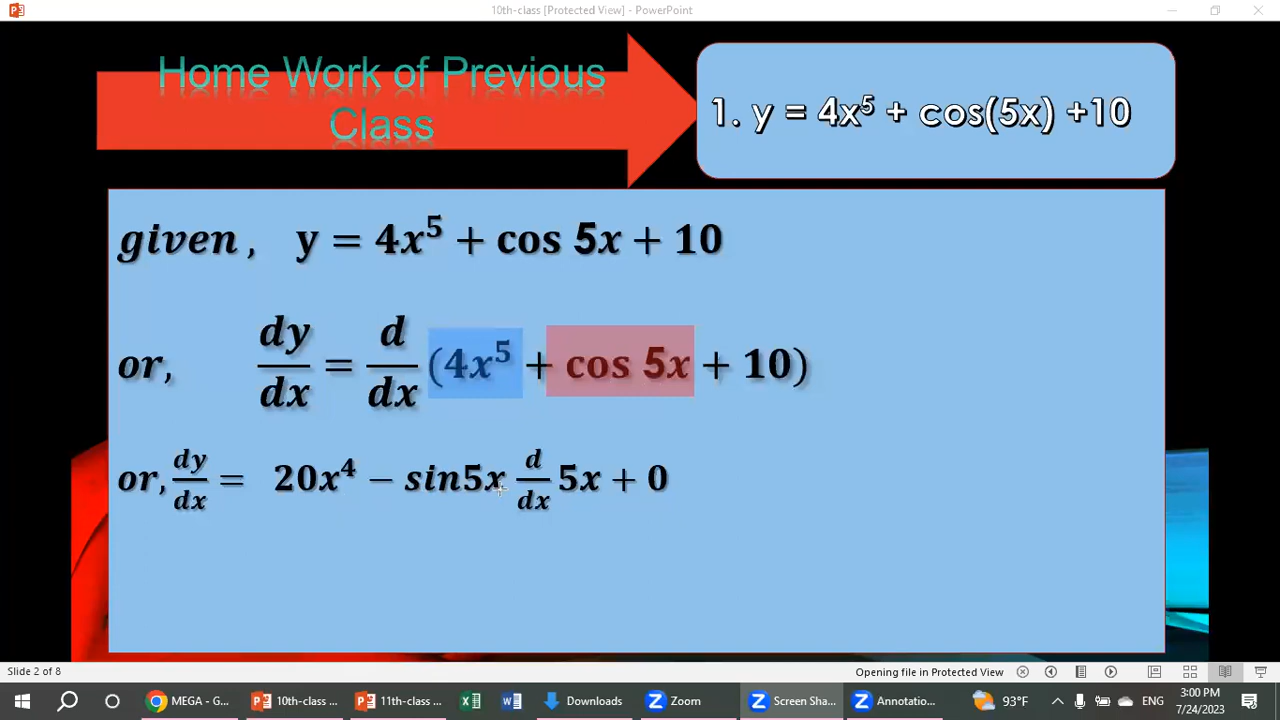 10th-class [Protected View] - PowerPoint
Home Work of Previous
Class
1. y = 4x⁵ + cos(5x) +10
given, y = 4x⁵ + cos 5x + 10
or, dy/dx = d/dx (4x⁵ + cos 5x + 10)
or, dy/dx = 20x⁴ − sin5x d/dx 5x + 0
Slide 2 of 8
Opening file in Protected View
MEGA - G...
10th-class ...
11th-class ...
Downloads
Zoom
Screen Sha...
Annotatio...
93°F
ENG
3:00 PM
7/24/2023